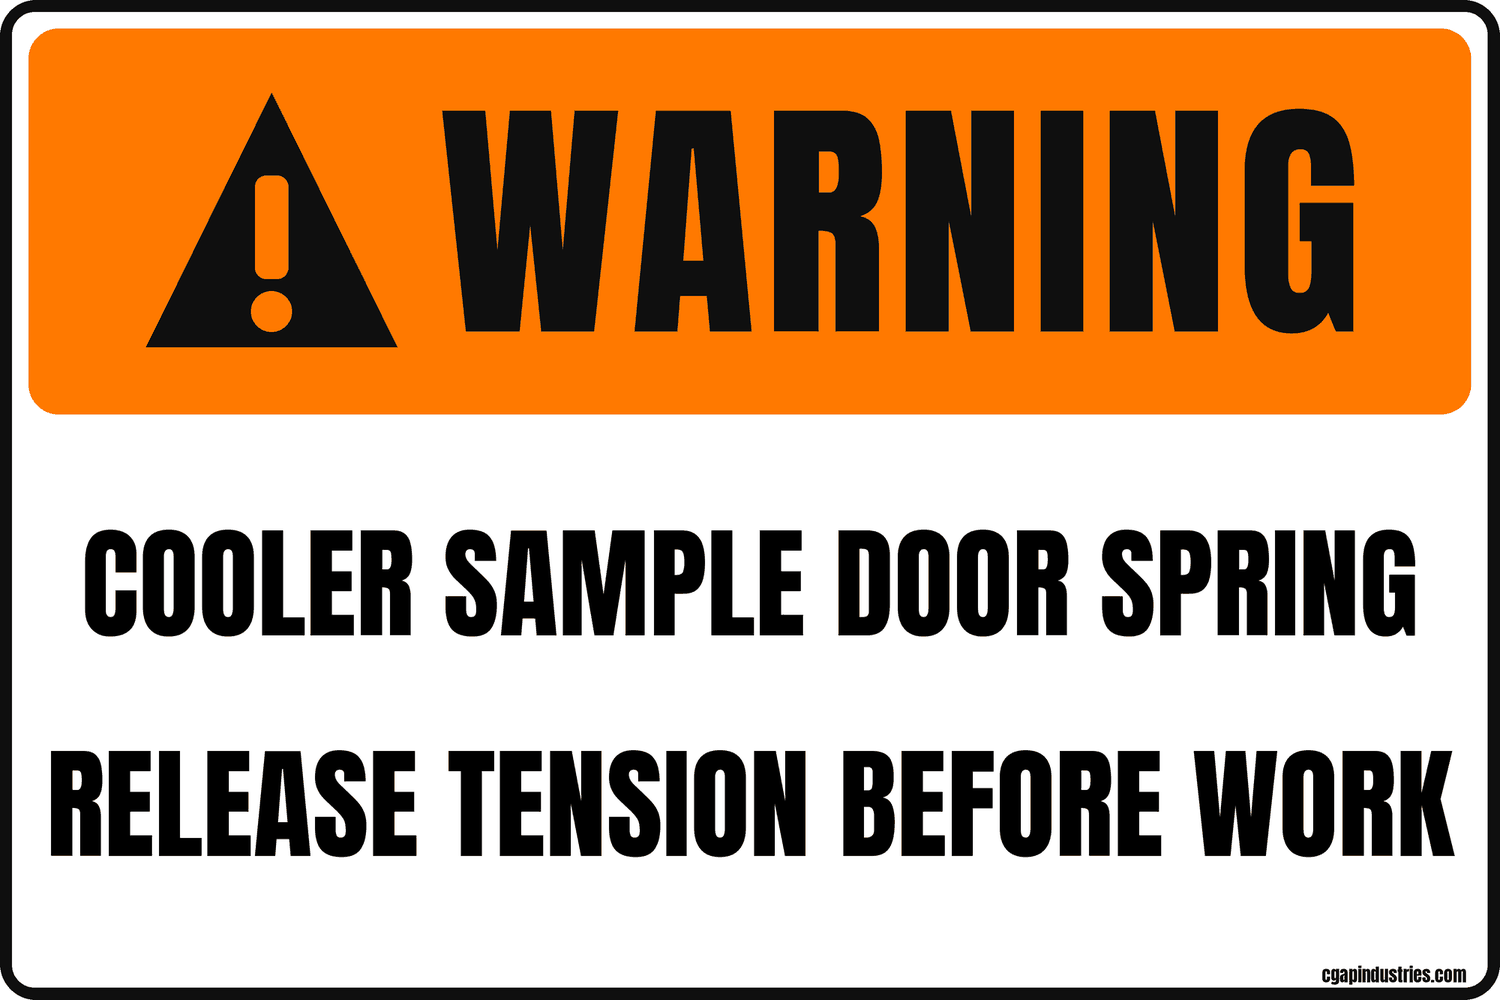 WARNING
COOLER SAMPLE DOOR SPRING
RELEASE TENSION BEFORE WORK
cgapindustries.com